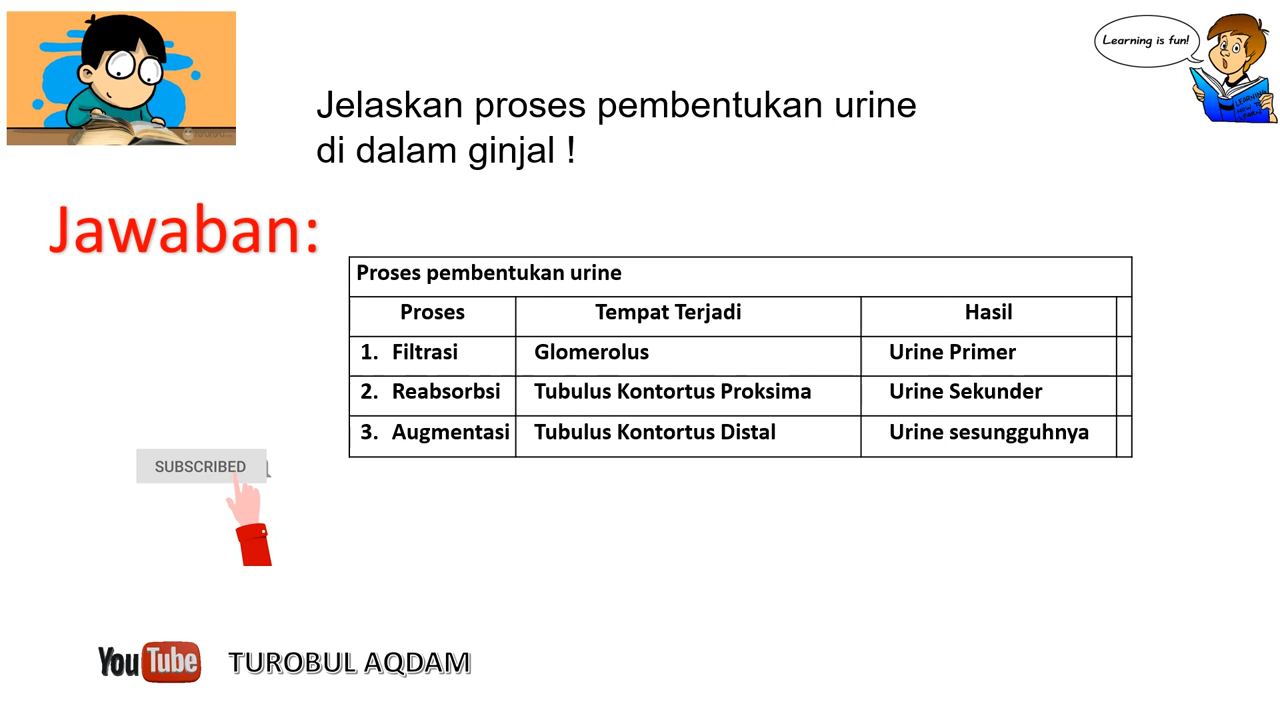 Learning is fun!
Jelaskan proses pembentukan urine
di dalam ginjal !
Jawaban:
Proses pembentukan urine
Proses Tempat Terjadi Hasil
1. Filtrasi Glomerolus Urine Primer
2. Reabsorbsi Tubulus Kontortus Proksima Urine Sekunder
3. Augmentasi Tubulus Kontortus Distal Urine sesungguhnya
SUBSCRIBED
YouTube TUROBUL AQDAM